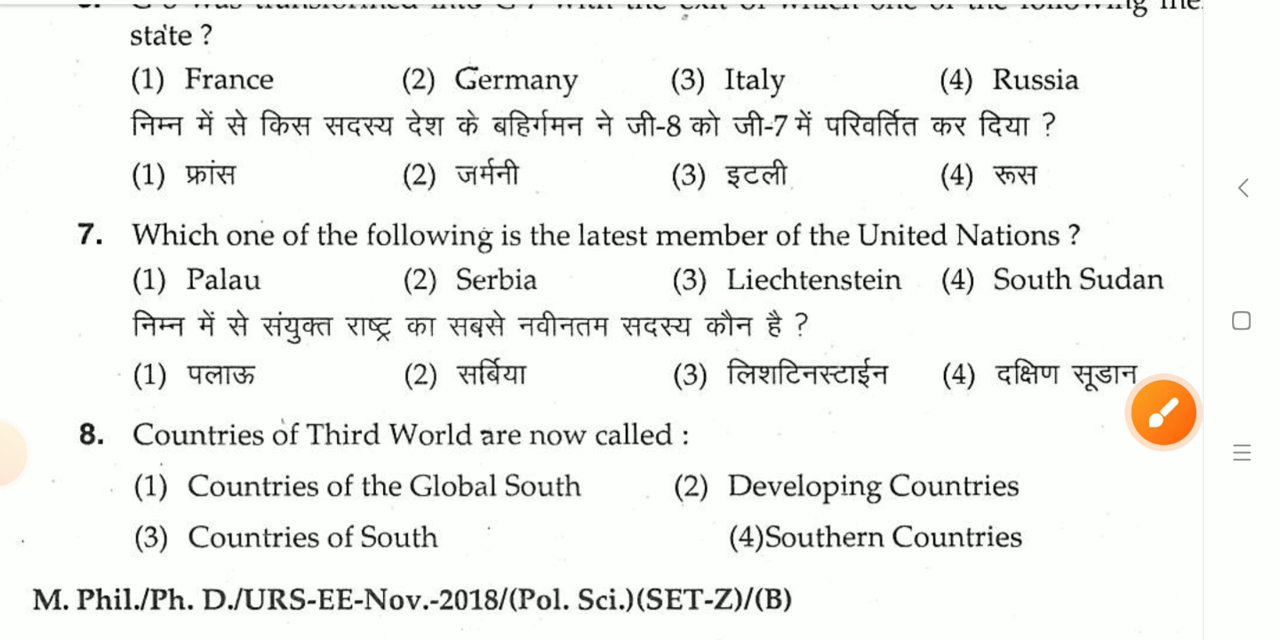 state ?
(1) France (2) Germany (3) Italy (4) Russia
निम्न में से किस सदस्य देश के बहिर्गमन ने जी-8 को जी-7 में परिवर्तित कर दिया ?
(1) फ्रांस (2) जर्मनी (3) इटली (4) रूस
7. Which one of the following is the latest member of the United Nations ?
(1) Palau (2) Serbia (3) Liechtenstein (4) South Sudan
निम्न में से संयुक्त राष्ट्र का सबसे नवीनतम सदस्य कौन है ?
(1) पलाऊ (2) सर्बिया (3) लिशटिनस्टाईन (4) दक्षिण सूडान
8. Countries of Third World are now called :
(1) Countries of the Global South (2) Developing Countries
(3) Countries of South (4)Southern Countries
M. Phil./Ph. D./URS-EE-Nov.-2018/(Pol. Sci.)(SET-Z)/(B)